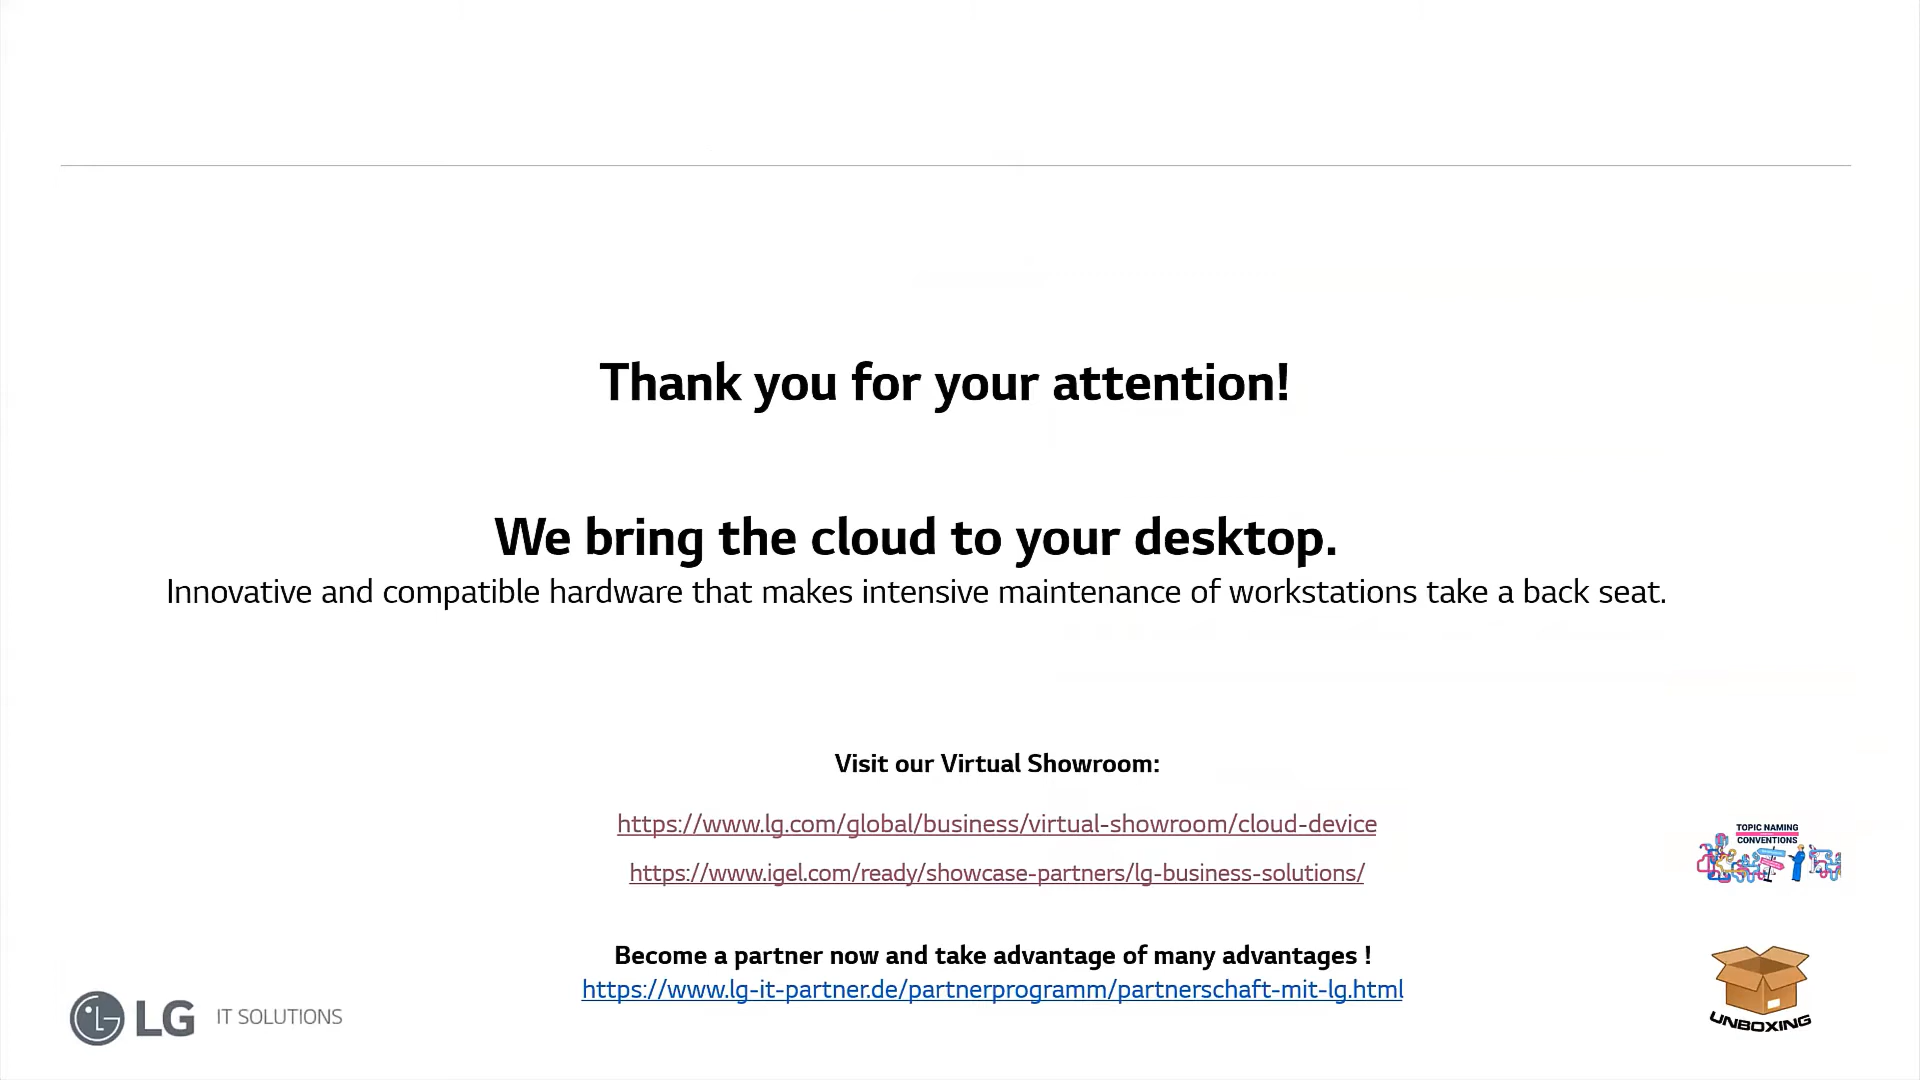 Thank you for your attention!
We bring the cloud to your desktop.
Innovative and compatible hardware that makes intensive maintenance of workstations take a back seat.
Visit our Virtual Showroom:
https://www.lg.com/global/business/virtual-showroom/cloud-device
https://www.igel.com/ready/showcase-partners/lg-business-solutions/
TOPIC NAMING
CONVENTIONS
Become a partner now and take advantage of many advantages !
https://www.lg-it-partner.de/partnerprogramm/partnerschaft-mit-lg.html
LG IT SOLUTIONS
UNBOXING